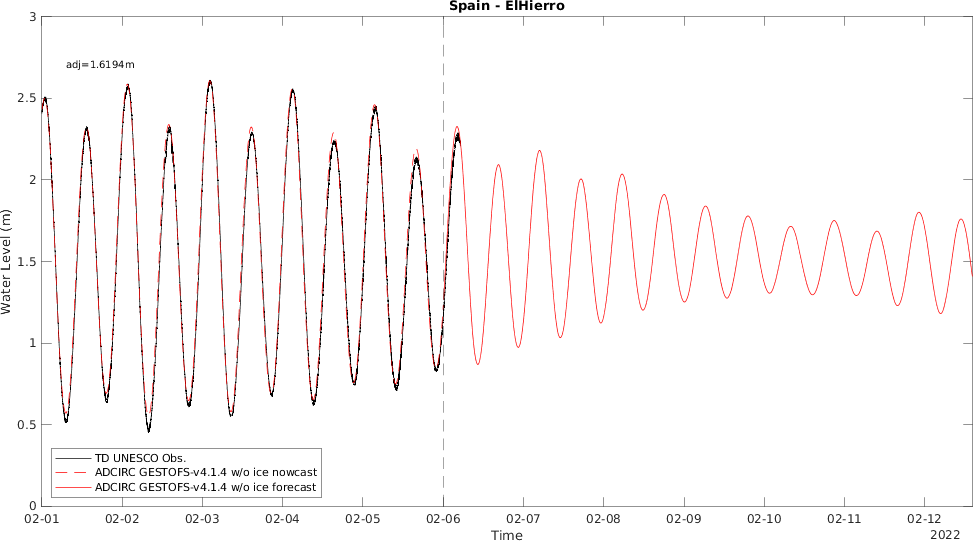 Spain - ElHierro
3
adj=1.6194m
2.5
2
1.5
1
0.5
0
Water Level (m)
TD UNESCO Obs.
ADCIRC GESTOFS-v4.1.4 w/o ice nowcast
ADCIRC GESTOFS-v4.1.4 w/o ice forecast
02-01 02-02 02-03 02-04 02-05 02-06 02-07 02-08 02-09 02-10 02-11 02-12
Time
2022